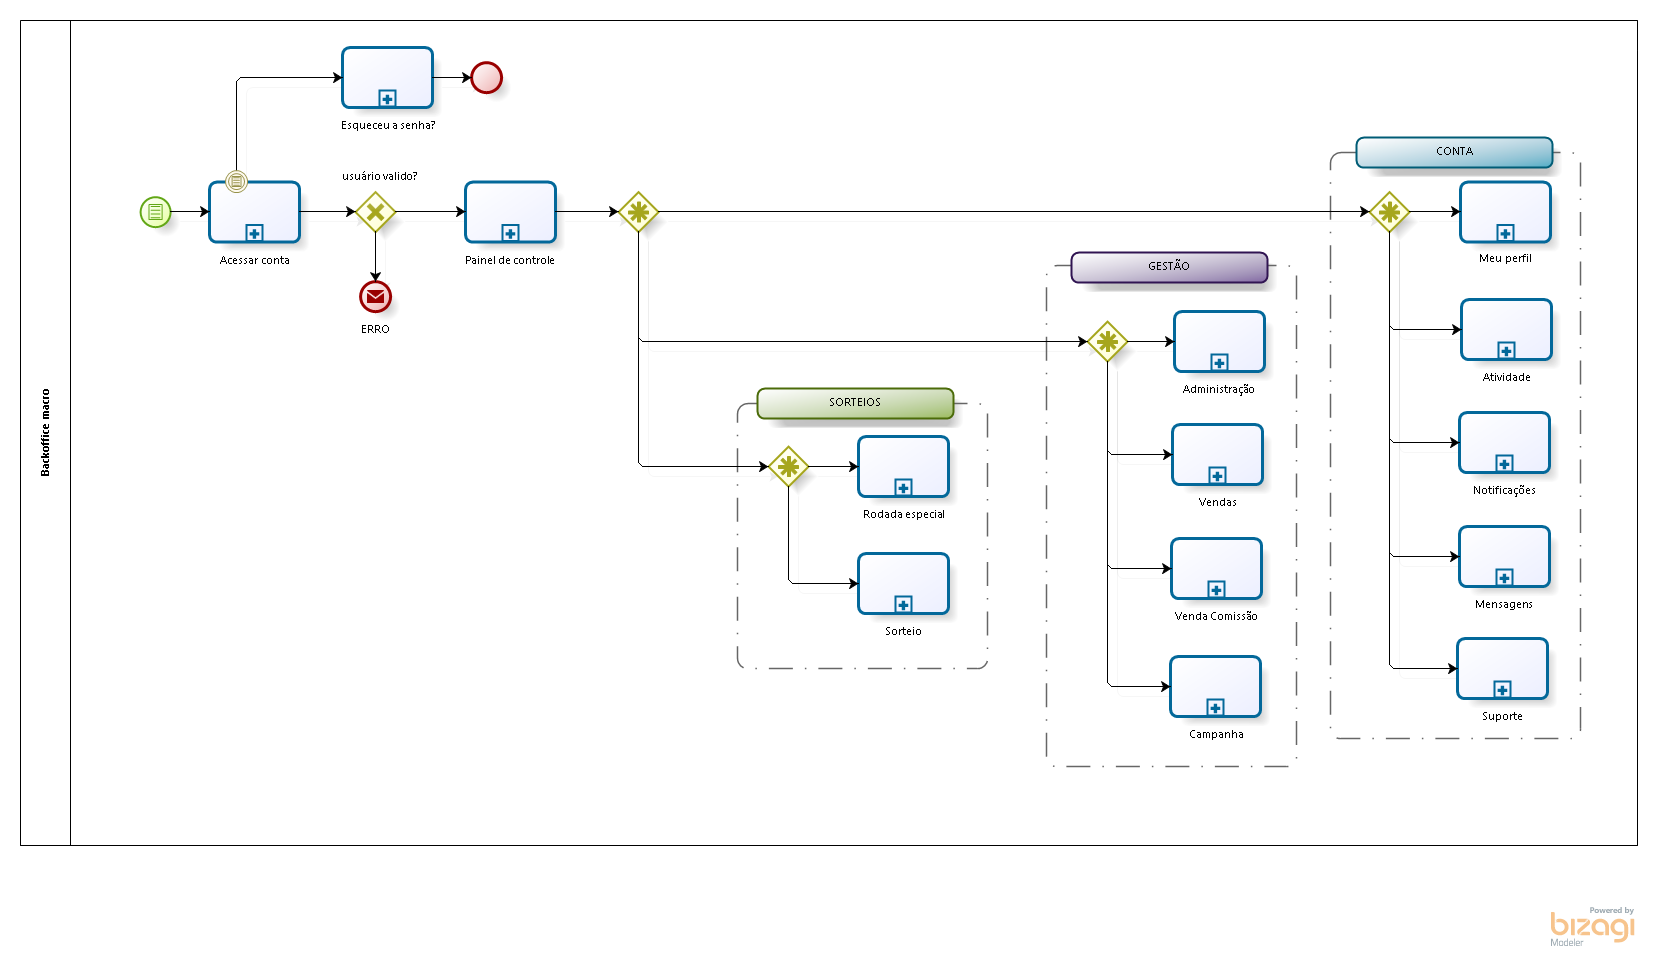 Backoffice macro
Esqueceu a senha?
usuário valido?
Acessar conta
Painel de controle
ERRO
SORTEIOS
Rodada especial
Sorteio
GESTÃO
Administração
Vendas
Venda Comissão
Campanha
CONTA
Meu perfil
Atividade
Notificações
Mensagens
Suporte
Powered by
bizagi
Modeler